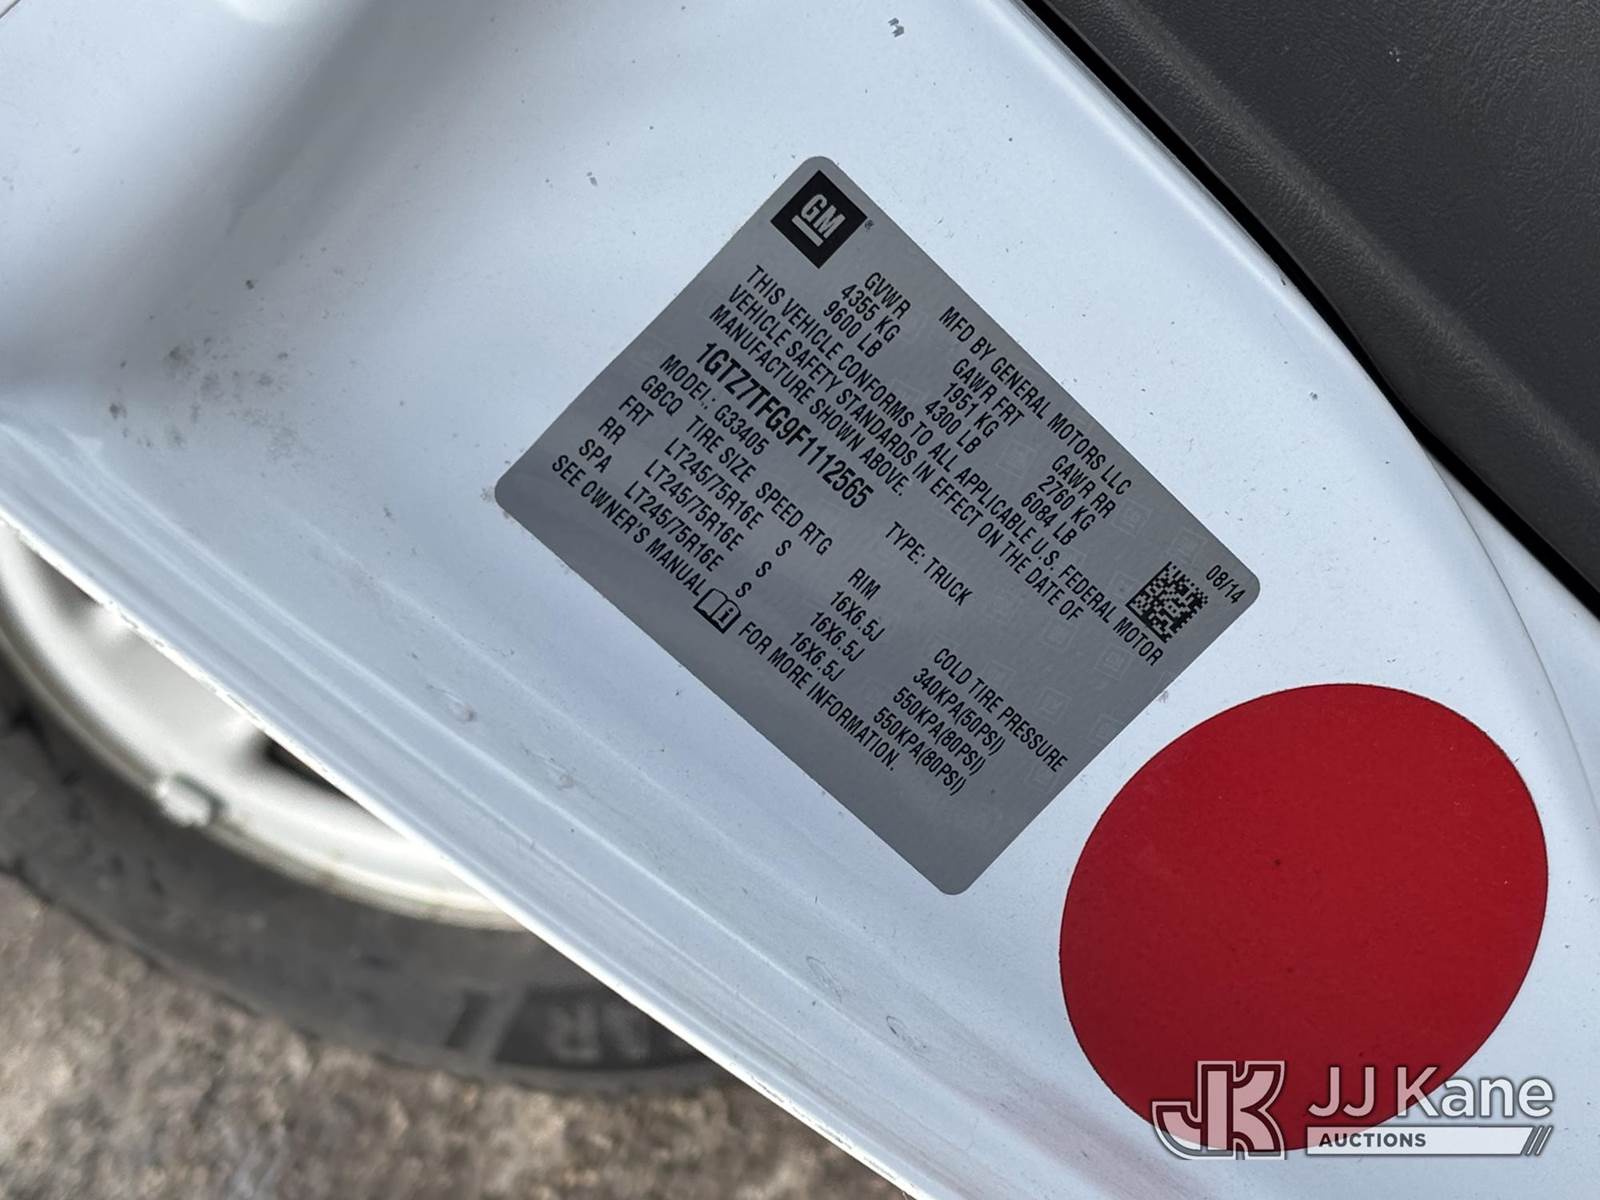 GM
MFD BY GENERAL MOTORS LLC 08/14
GVWR GAWR FRT GAWR RR
4355 KG 1951 KG 2760 KG
9600 LB 4300 LB 6084 LB
THIS VEHICLE CONFORMS TO ALL APPLICABLE U.S. FEDERAL MOTOR
VEHICLE SAFETY STANDARDS IN EFFECT ON THE DATE OF
MANUFACTURE SHOWN ABOVE.
1GTZ7TFG9F1112565 TYPE: TRUCK
MODEL: G33405
GBCQ TIRE SIZE SPEED RTG RIM COLD TIRE PRESSURE
FRT LT245/75R16E S 16X6.5J 340KPA(50PSI)
RR LT245/75R16E S 16X6.5J 550KPA(80PSI)
SPA LT245/75R16E S 16X6.5J 550KPA(80PSI)
SEE OWNER'S MANUAL FOR MORE INFORMATION.
JK JJ Kane
AUCTIONS